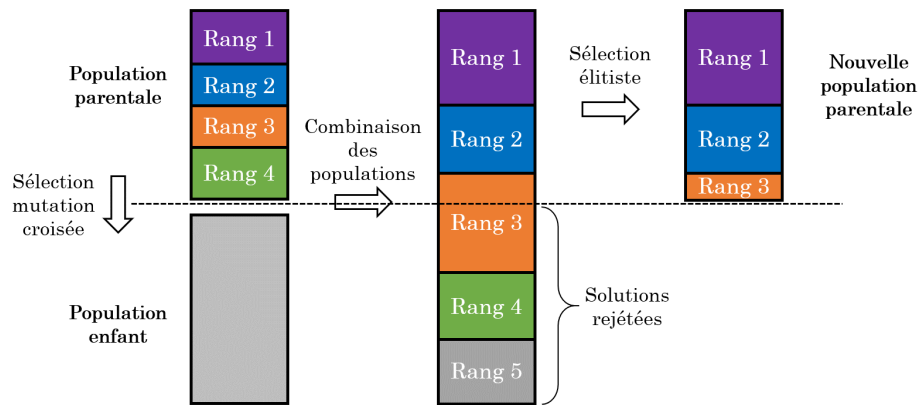 Population
parentale
Rang 1
Rang 2
Rang 3
Rang 4
Sélection
mutation
croisée
Population
enfant
Combinaison
des
populations
Rang 1
Rang 2
Rang 3
Rang 4
Rang 5
Solutions
rejétées
Sélection
élitiste
Rang 1
Rang 2
Rang 3
Nouvelle
population
parentale